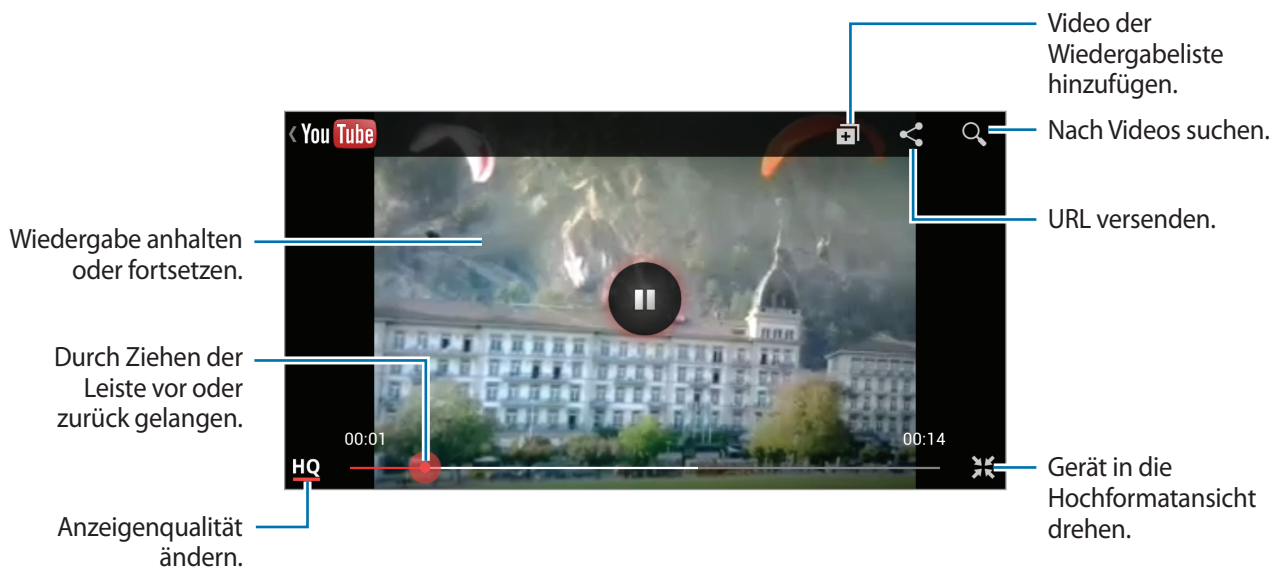 Video der
Wiedergabeliste
hinzufügen.
You Tube
Nach Videos suchen.
URL versenden.
Wiedergabe anhalten
oder fortsetzen.
Durch Ziehen der
Leiste vor oder
zurück gelangen.
00:01
00:14
HQ
Gerät in die
Hochformatansicht
drehen.
Anzeigenqualität
ändern.